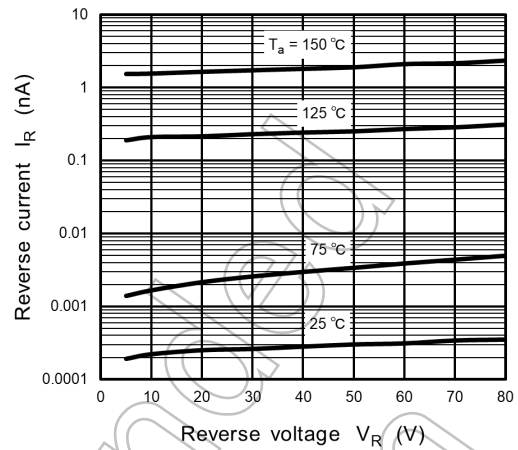 10
1
0.1
0.01
0.001
0.0001
Reverse current I_R (nA)
T_a = 150 °C
125 °C
75 °C
25 °C
0 10 20 30 40 50 60 70 80
Reverse voltage V_R (V)